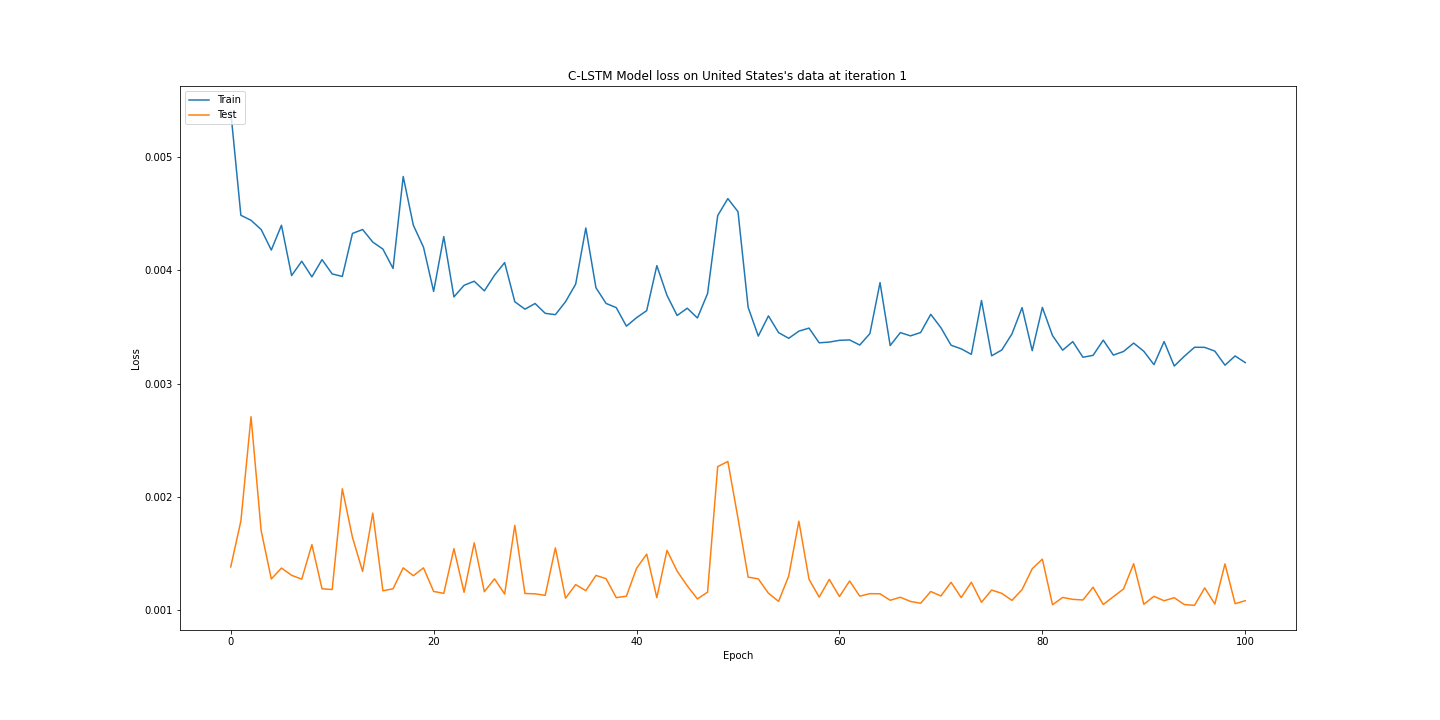 C-LSTM Model loss on United States's data at iteration 1
Train
Test
0.005
0.004
0.003
0.002
0.001
Loss
0 20 40 60 80 100
Epoch